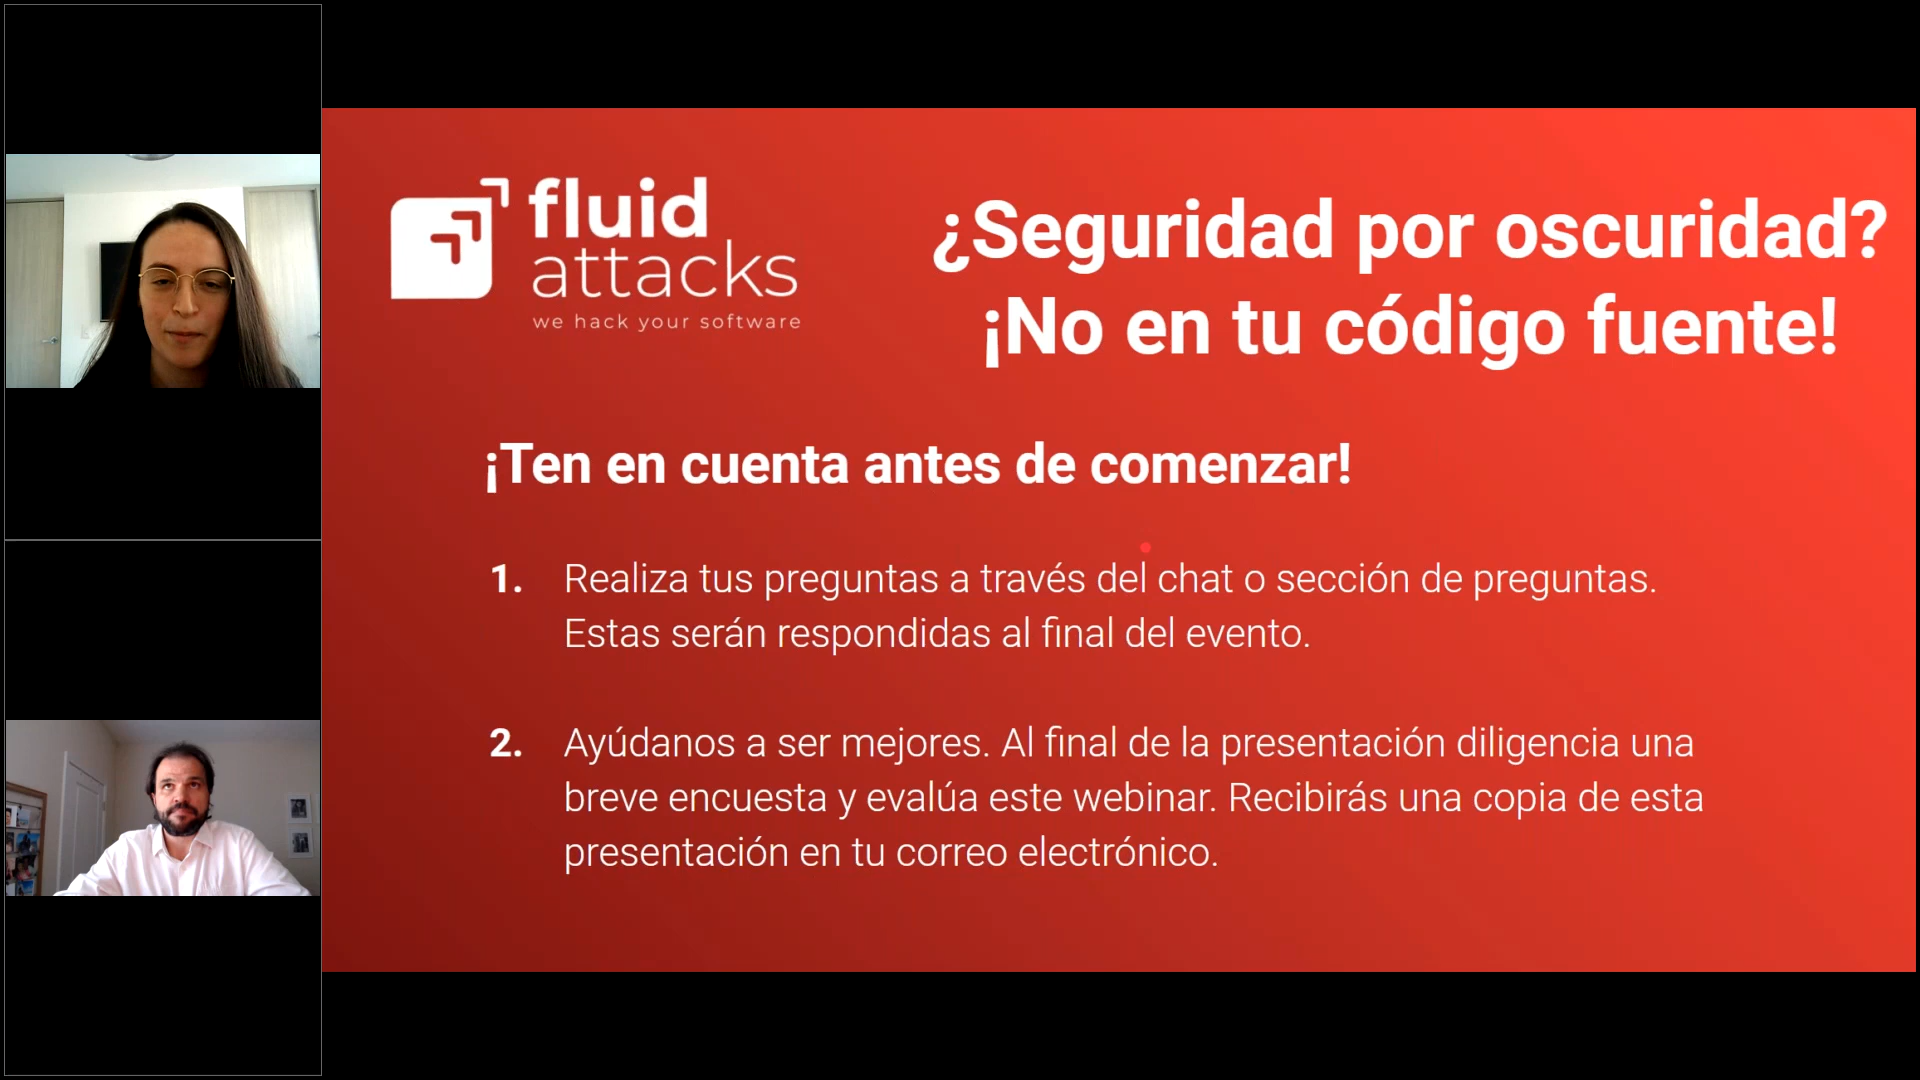 fluid
attacks
we hack your software
¿Seguridad por oscuridad?
¡No en tu código fuente!
¡Ten en cuenta antes de comenzar!
1. Realiza tus preguntas a través del chat o sección de preguntas.
Estas serán respondidas al final del evento.
2. Ayúdanos a ser mejores. Al final de la presentación diligencia una
breve encuesta y evalúa este webinar. Recibirás una copia de esta
presentación en tu correo electrónico.